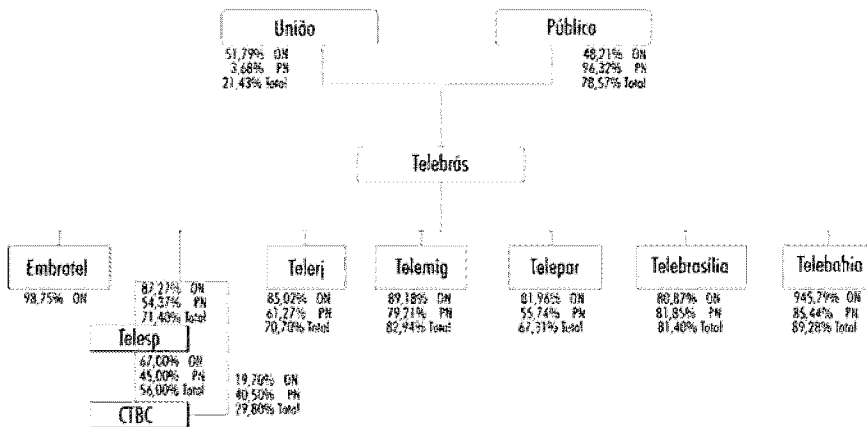 União
51,79% ON
3,68% PN
21,43% Total
Público
48,21% ON
96,32% PN
78,57% Total
Telebrás
Embratel
98,75% ON
87,27% ON
54,37% PN
71,40% Total
Telesp
67,00% ON
45,00% PN
56,00% Total
CTBC
19,70% ON
40,50% PN
29,80% Total
Telerj
85,02% ON
61,27% PN
70,70% Total
Telemig
89,18% ON
79,21% PN
82,94% Total
Telepar
81,96% ON
55,74% PN
67,31% Total
Telebrasília
80,87% ON
81,85% PN
81,40% Total
Telebahia
945,79% ON
85,44% PN
89,28% Total